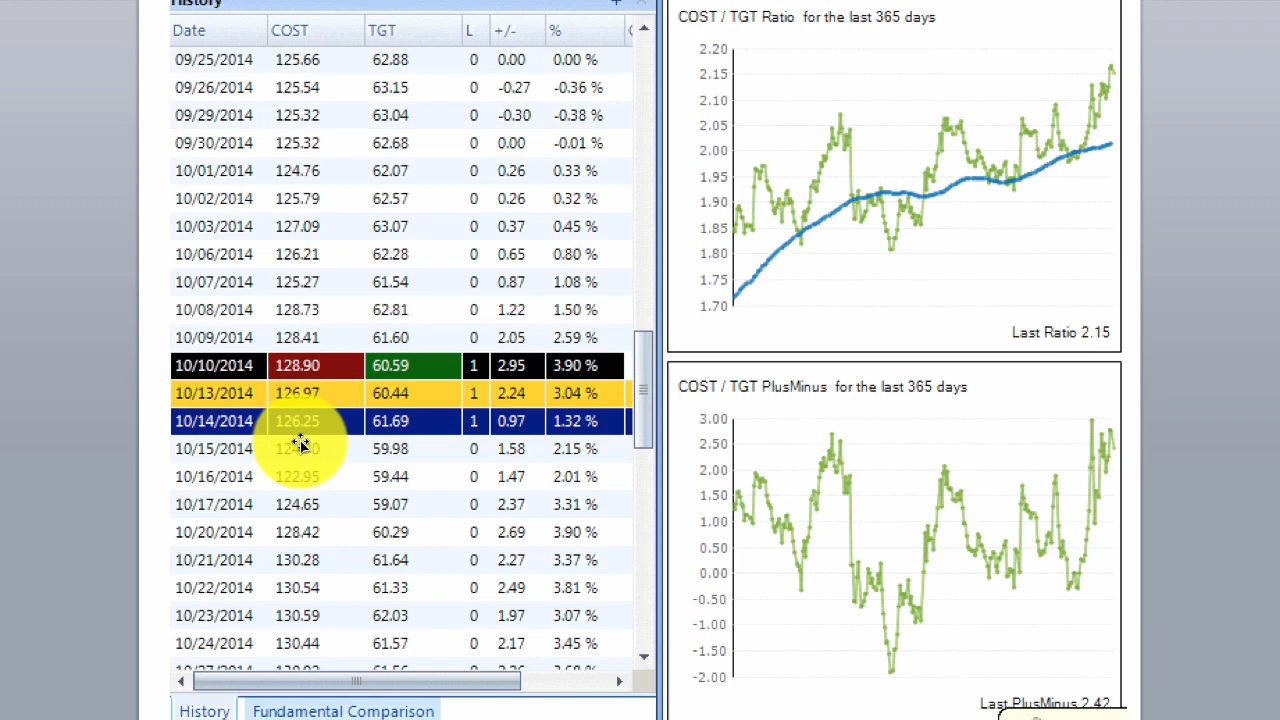 History
Date COST TGT L +/- %
09/25/2014 125.66 62.88 0 0.00 0.00 %
09/26/2014 125.54 63.15 0 -0.27 -0.36 %
09/29/2014 125.32 63.04 0 -0.30 -0.38 %
09/30/2014 125.32 62.68 0 0.00 -0.01 %
10/01/2014 124.76 62.07 0 0.26 0.33 %
10/02/2014 125.79 62.57 0 0.26 0.32 %
10/03/2014 127.09 63.07 0 0.37 0.45 %
10/06/2014 126.21 62.28 0 0.65 0.80 %
10/07/2014 125.27 61.54 0 0.87 1.08 %
10/08/2014 128.73 62.81 0 1.22 1.50 %
10/09/2014 128.41 61.60 0 2.05 2.59 %
10/10/2014 128.90 60.59 1 2.95 3.90 %
10/13/2014 126.97 60.44 1 2.24 3.04 %
10/14/2014 126.25 61.69 1 0.97 1.32 %
10/15/2014 59.98 0 1.58 2.15 %
10/16/2014 122.95 59.44 0 1.47 2.01 %
10/17/2014 124.65 59.07 0 2.37 3.31 %
10/20/2014 128.42 60.29 0 2.69 3.90 %
10/21/2014 130.28 61.64 0 2.27 3.37 %
10/22/2014 130.54 61.33 0 2.49 3.81 %
10/23/2014 130.59 62.03 0 1.97 3.07 %
10/24/2014 130.44 61.57 0 2.17 3.45 %
History Fundamental Comparison
COST / TGT Ratio for the last 365 days
2.20
2.15
2.10
2.05
2.00
1.95
1.90
1.85
1.80
1.75
1.70
Last Ratio 2.15
COST / TGT PlusMinus for the last 365 days
3.00
2.50
2.00
1.50
1.00
0.50
0.00
-0.50
-1.00
-1.50
-2.00
Last PlusMinus 2.42